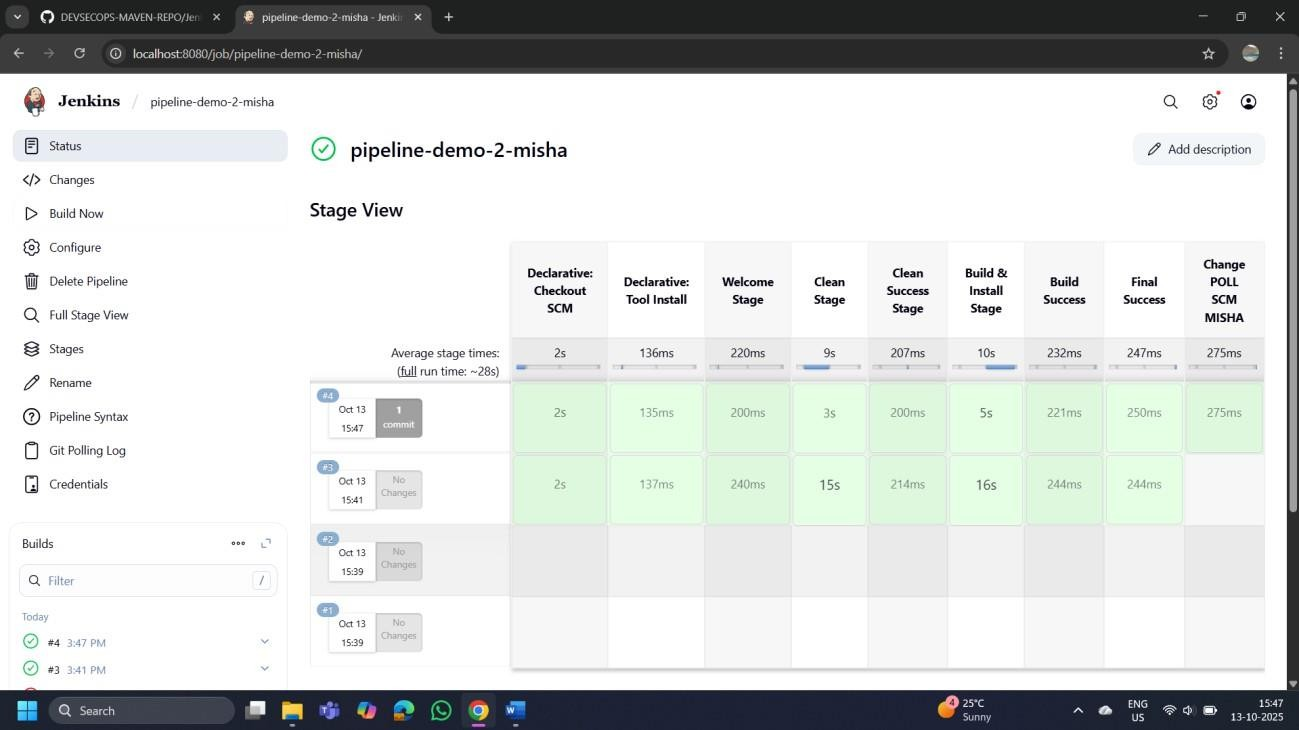 DEVSECOPS-MAVEN-REPO/Jen
pipeline-demo-2-misha - Jenkin
localhost:8080/job/pipeline-demo-2-misha/
Jenkins / pipeline-demo-2-misha
Status
Changes
Build Now
Configure
Delete Pipeline
Full Stage View
Stages
Rename
Pipeline Syntax
Git Polling Log
Credentials
Builds
Filter
/
Today
#4 3:47 PM
#3 3:41 PM
pipeline-demo-2-misha
Add description
Stage View
Declarative:
Checkout
SCM
Declarative:
Tool Install
Welcome
Stage
Clean
Stage
Clean
Success
Stage
Build &
Install
Stage
Build
Success
Final
Success
Change
POLL
SCM
MISHA
Average stage times:
(full run time: ~28s)
2s 136ms 220ms 9s 207ms 10s 232ms 247ms 275ms
#4
Oct 13
15:47
1
commit
2s 135ms 200ms 3s 200ms 5s 221ms 250ms 275ms
#3
Oct 13
15:41
No
Changes
2s 137ms 240ms 15s 214ms 16s 244ms 244ms
#2
Oct 13
15:39
No
Changes
#1
Oct 13
15:39
No
Changes
Search
4
25°C
Sunny
ENG
US
15:47
13-10-2025